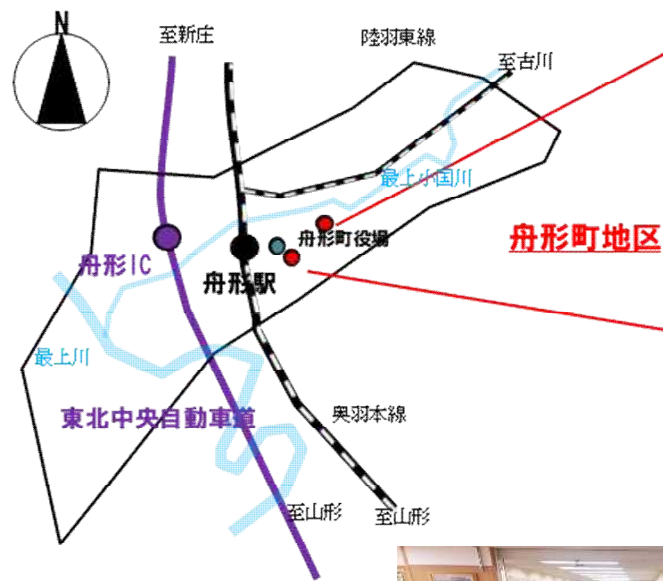 N
至新庄
陸羽東線
至古川
最上小国川
舟形町役場
舟形町地区
舟形IC
舟形駅
最上川
東北中央自動車道
奥羽本線
至山形
至山形